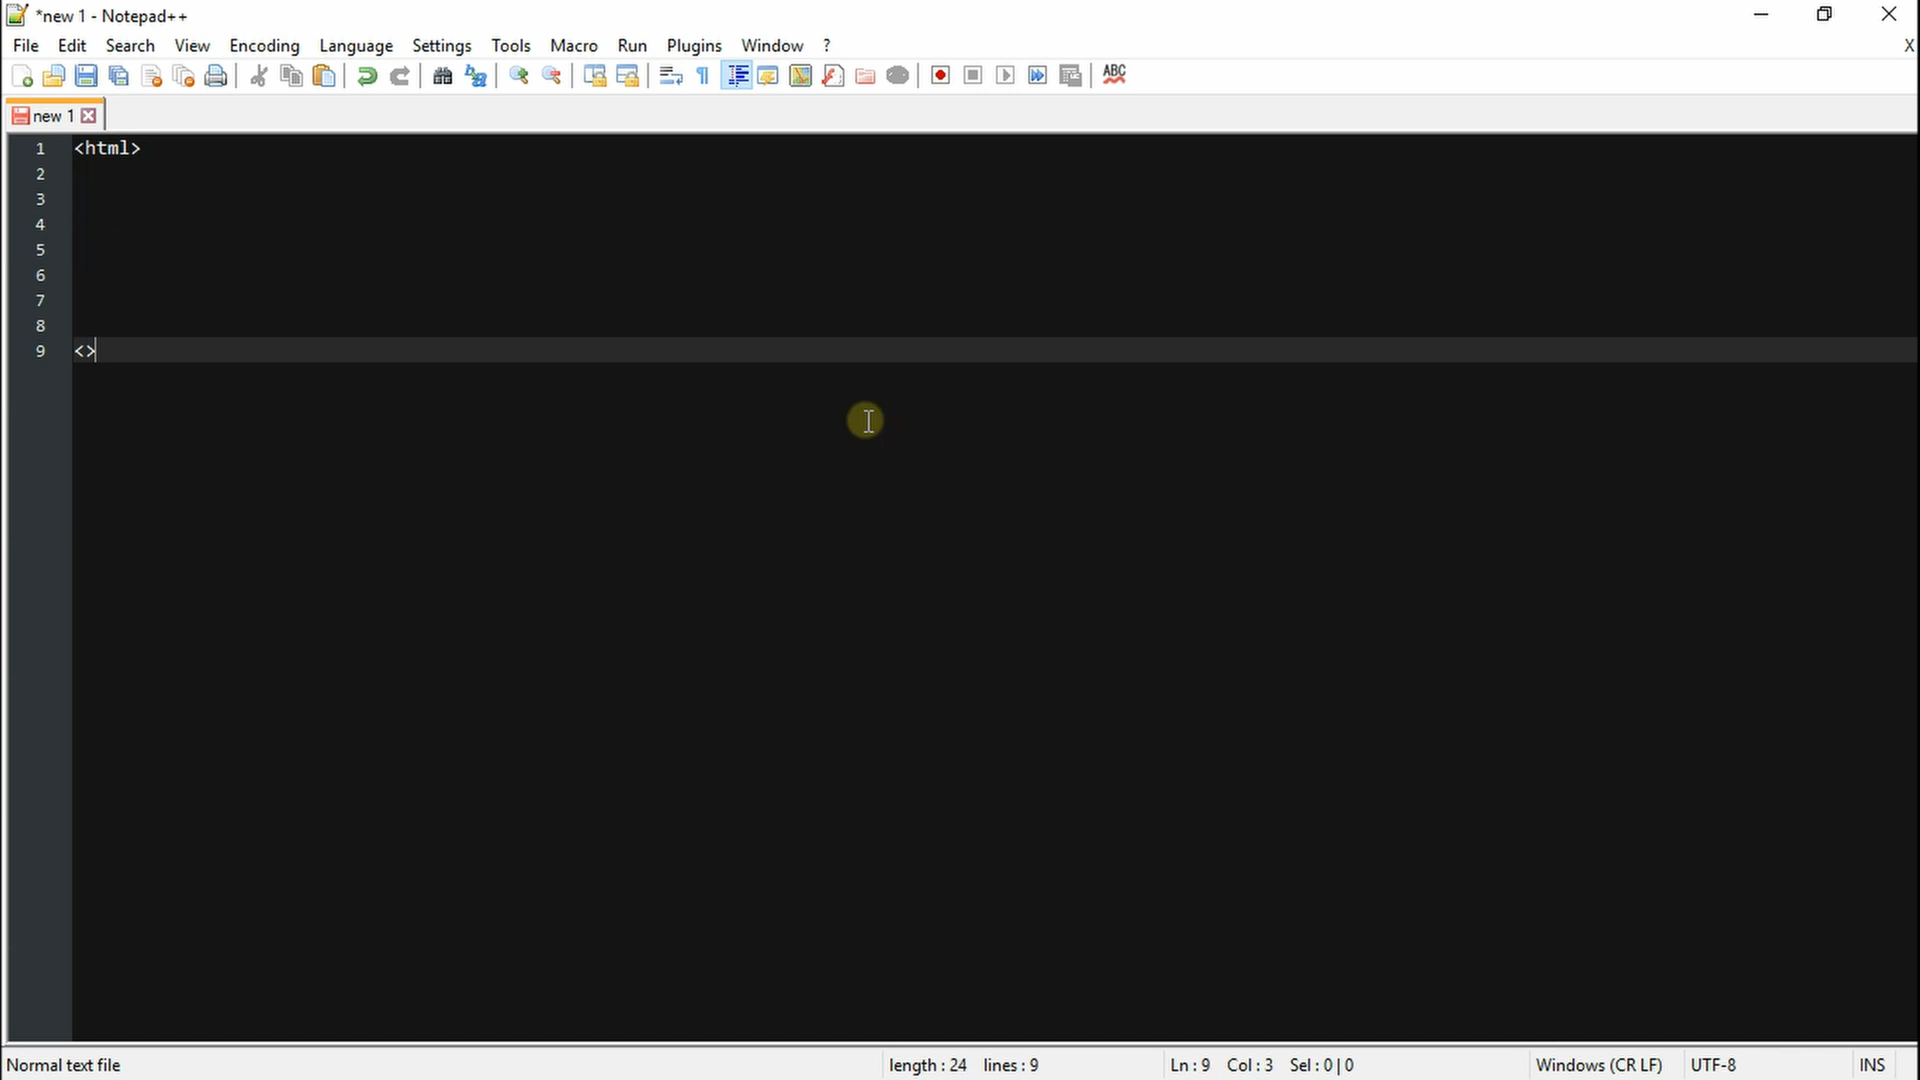 *new 1 - Notepad++
File Edit Search View Encoding Language Settings Tools Macro Run Plugins Window ? X
ABC
new 1
1 <html>
2
3
4
5
6
7
8
9 <>
Normal text file length : 24 lines : 9 Ln : 9 Col : 3 Sel : 0 | 0 Windows (CR LF) UTF-8 INS